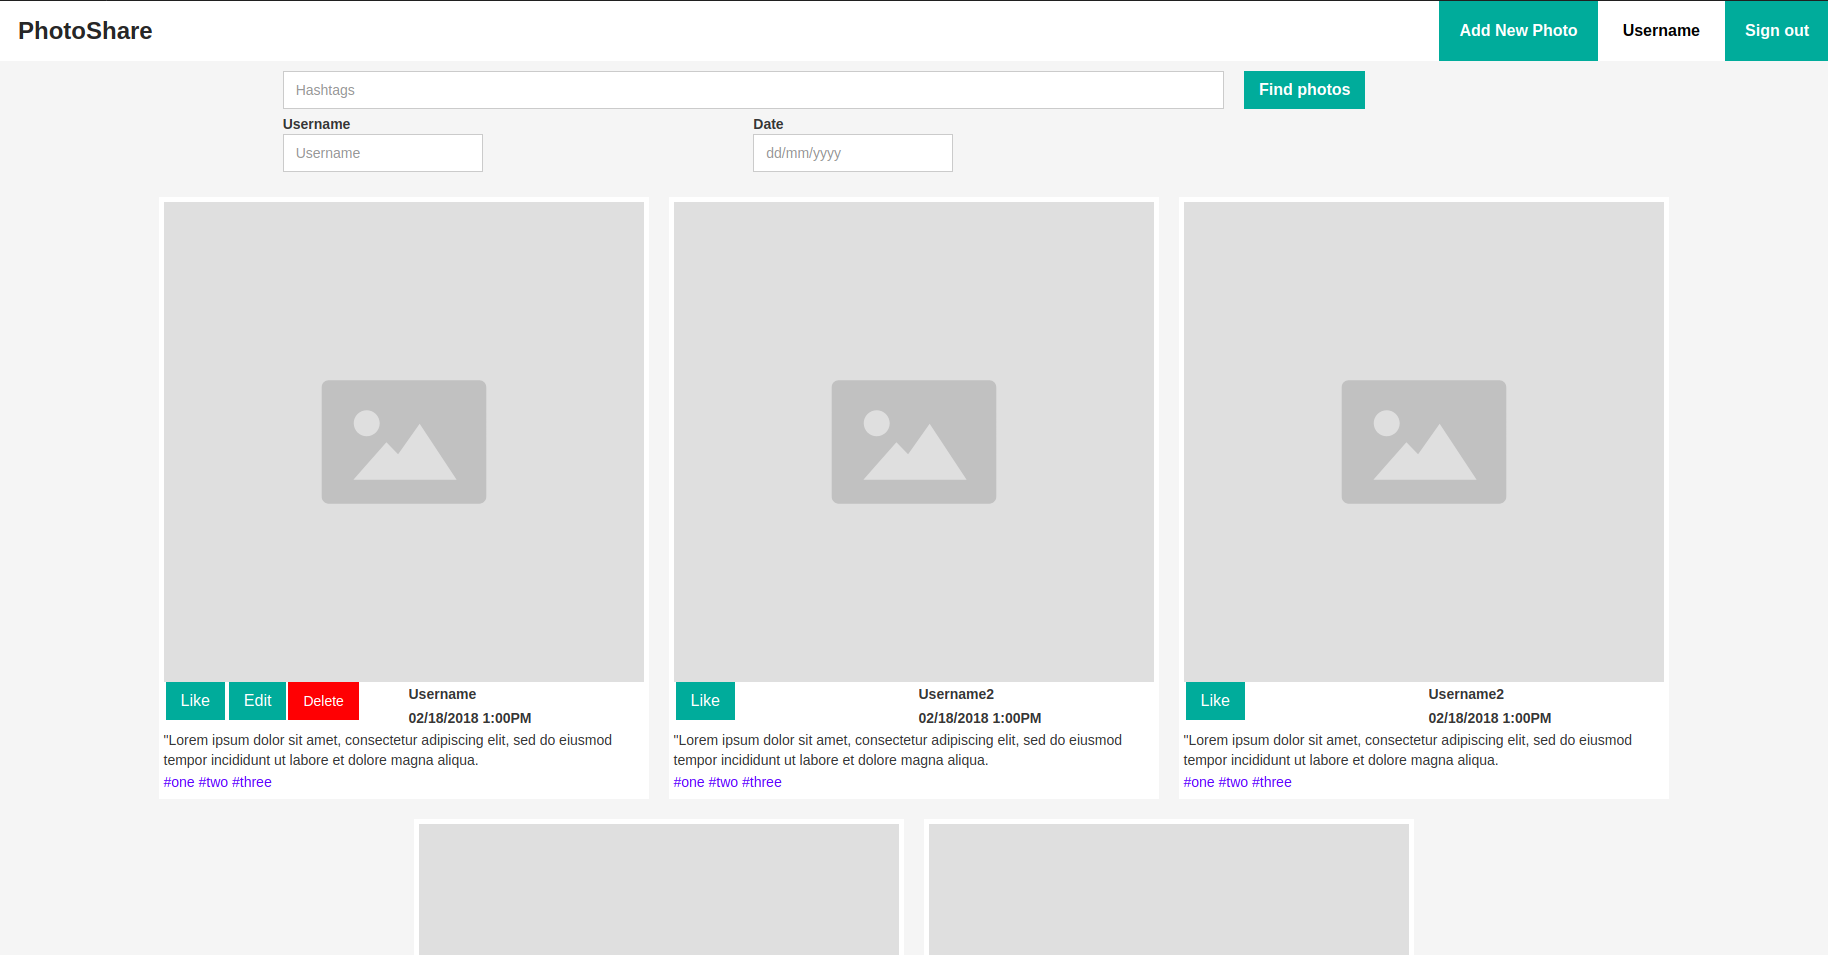 PhotoShare
Add New Photo
Username
Sign out
Hashtags
Find photos
Username
Date
Username
dd/mm/yyyy
Like
Edit
Delete
Username
02/18/2018 1:00PM
"Lorem ipsum dolor sit amet, consectetur adipiscing elit, sed do eiusmod
tempor incididunt ut labore et dolore magna aliqua.
#one #two #three
Like
Username2
02/18/2018 1:00PM
"Lorem ipsum dolor sit amet, consectetur adipiscing elit, sed do eiusmod
tempor incididunt ut labore et dolore magna aliqua.
#one #two #three
Like
Username2
02/18/2018 1:00PM
"Lorem ipsum dolor sit amet, consectetur adipiscing elit, sed do eiusmod
tempor incididunt ut labore et dolore magna aliqua.
#one #two #three